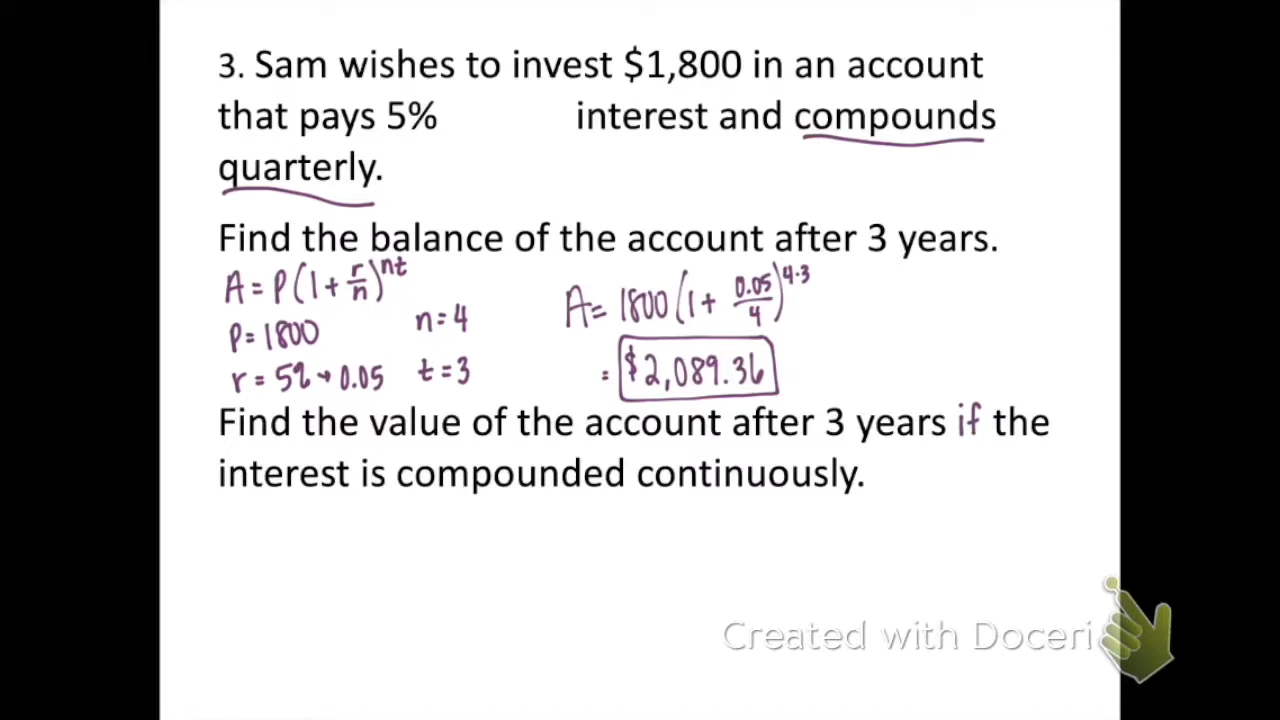 3. Sam wishes to invest $1,800 in an account
that pays 5% interest and compounds
quarterly.
Find the balance of the account after 3 years.
A = P(1 + r/n)^nt
P = 1800
r = 5% → 0.05
n = 4
t = 3
A = 1800(1 + 0.05/4)^4·3
= $2,089.36
Find the value of the account after 3 years if the
interest is compounded continuously.
Created with Doceri